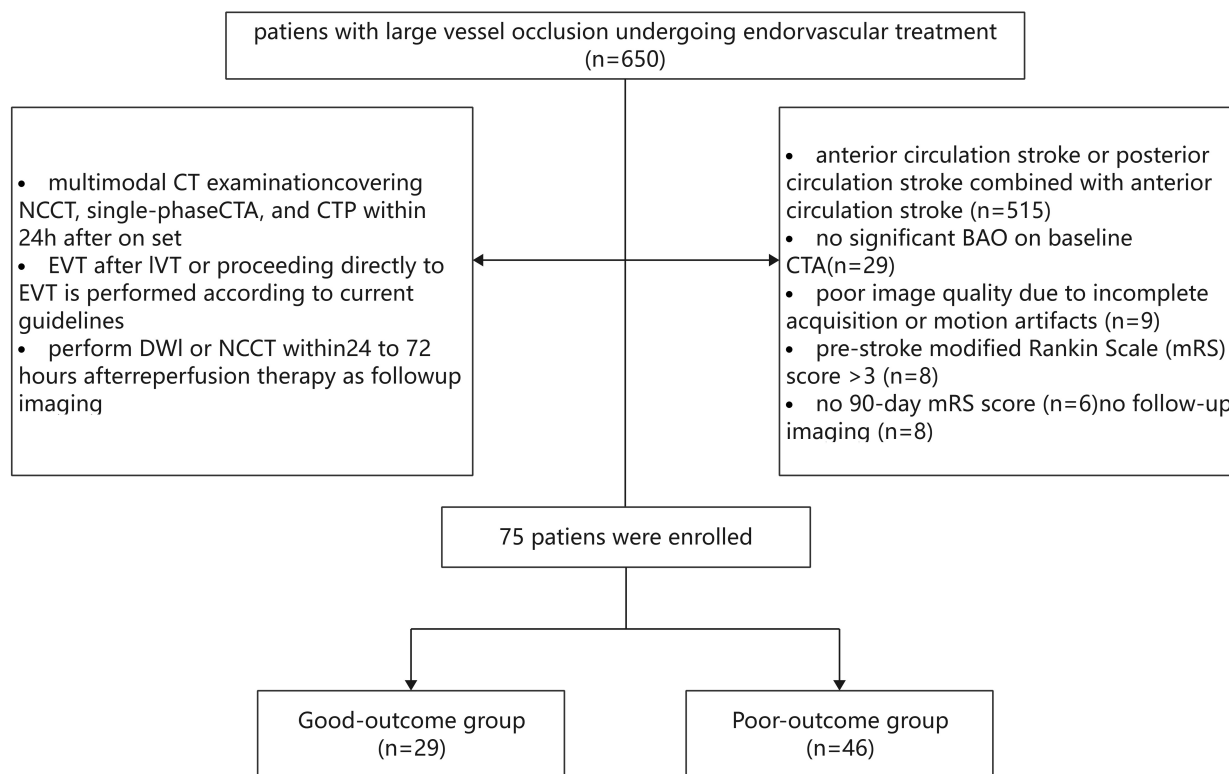 patiens with large vessel occlusion undergoing endorvascular treatment
(n=650)
• multimodal CT examinationcovering
NCCT, single-phaseCTA, and CTP within
24h after on set
• EVT after lVT or proceeding directly to
EVT is performed according to current
guidelines
• perform DWl or NCCT within24 to 72
hours afterreperfusion therapy as followup
imaging
• anterior circulation stroke or posterior
circulation stroke combined with anterior
circulation stroke (n=515)
• no significant BAO on baseline
CTA(n=29)
• poor image quality due to incomplete
acquisition or motion artifacts (n=9)
• pre-stroke modified Rankin Scale (mRS)
score >3 (n=8)
• no 90-day mRS score (n=6)no follow-up
imaging (n=8)
75 patiens were enrolled
Good-outcome group
(n=29)
Poor-outcome group
(n=46)